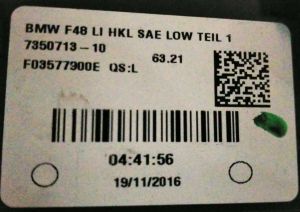 BMW F48 LI HKL SAE LOW TEIL 1
7350713-10 63.21
F03577900E QS:L
04:41:56
19/11/2016